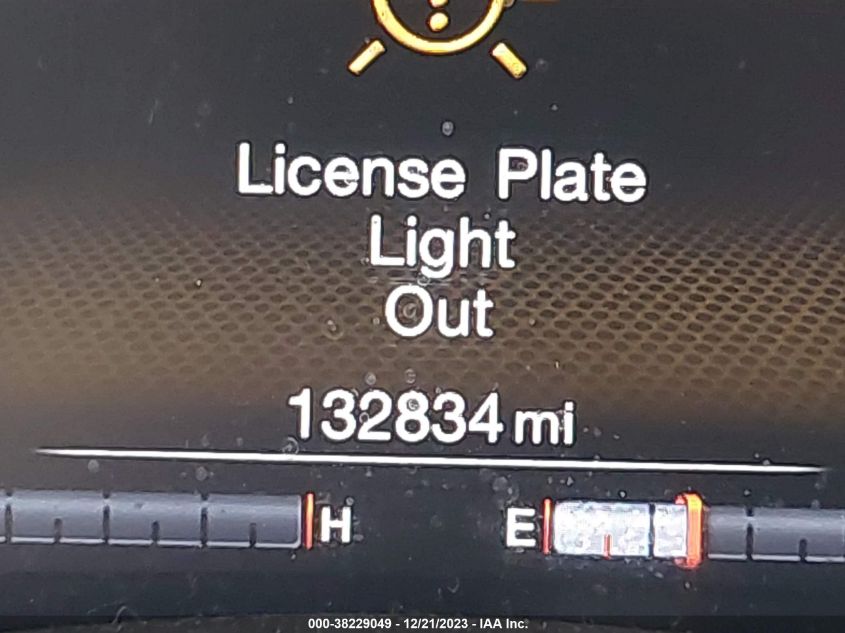 License Plate
Light
Out
132834 mi
H E
000-38229049 - 12/21/2023 - IAA Inc.